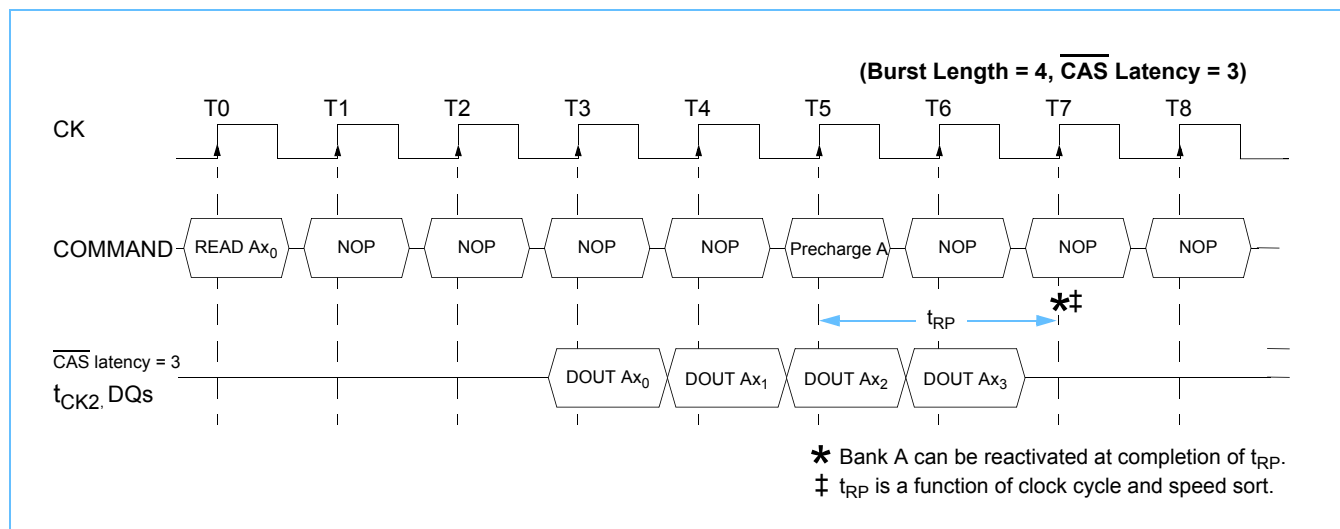 (Burst Length = 4, C̅A̅S̅ Latency = 3)
T0 T1 T2 T3 T4 T5 T6 T7 T8
CK
COMMAND READ Ax₀ NOP NOP NOP NOP Precharge A NOP NOP NOP
*‡
tRP
C̅A̅S̅ latency = 3
tCK2, DQs
DOUT Ax₀ DOUT Ax₁ DOUT Ax₂ DOUT Ax₃
* Bank A can be reactivated at completion of tRP.
‡ tRP is a function of clock cycle and speed sort.